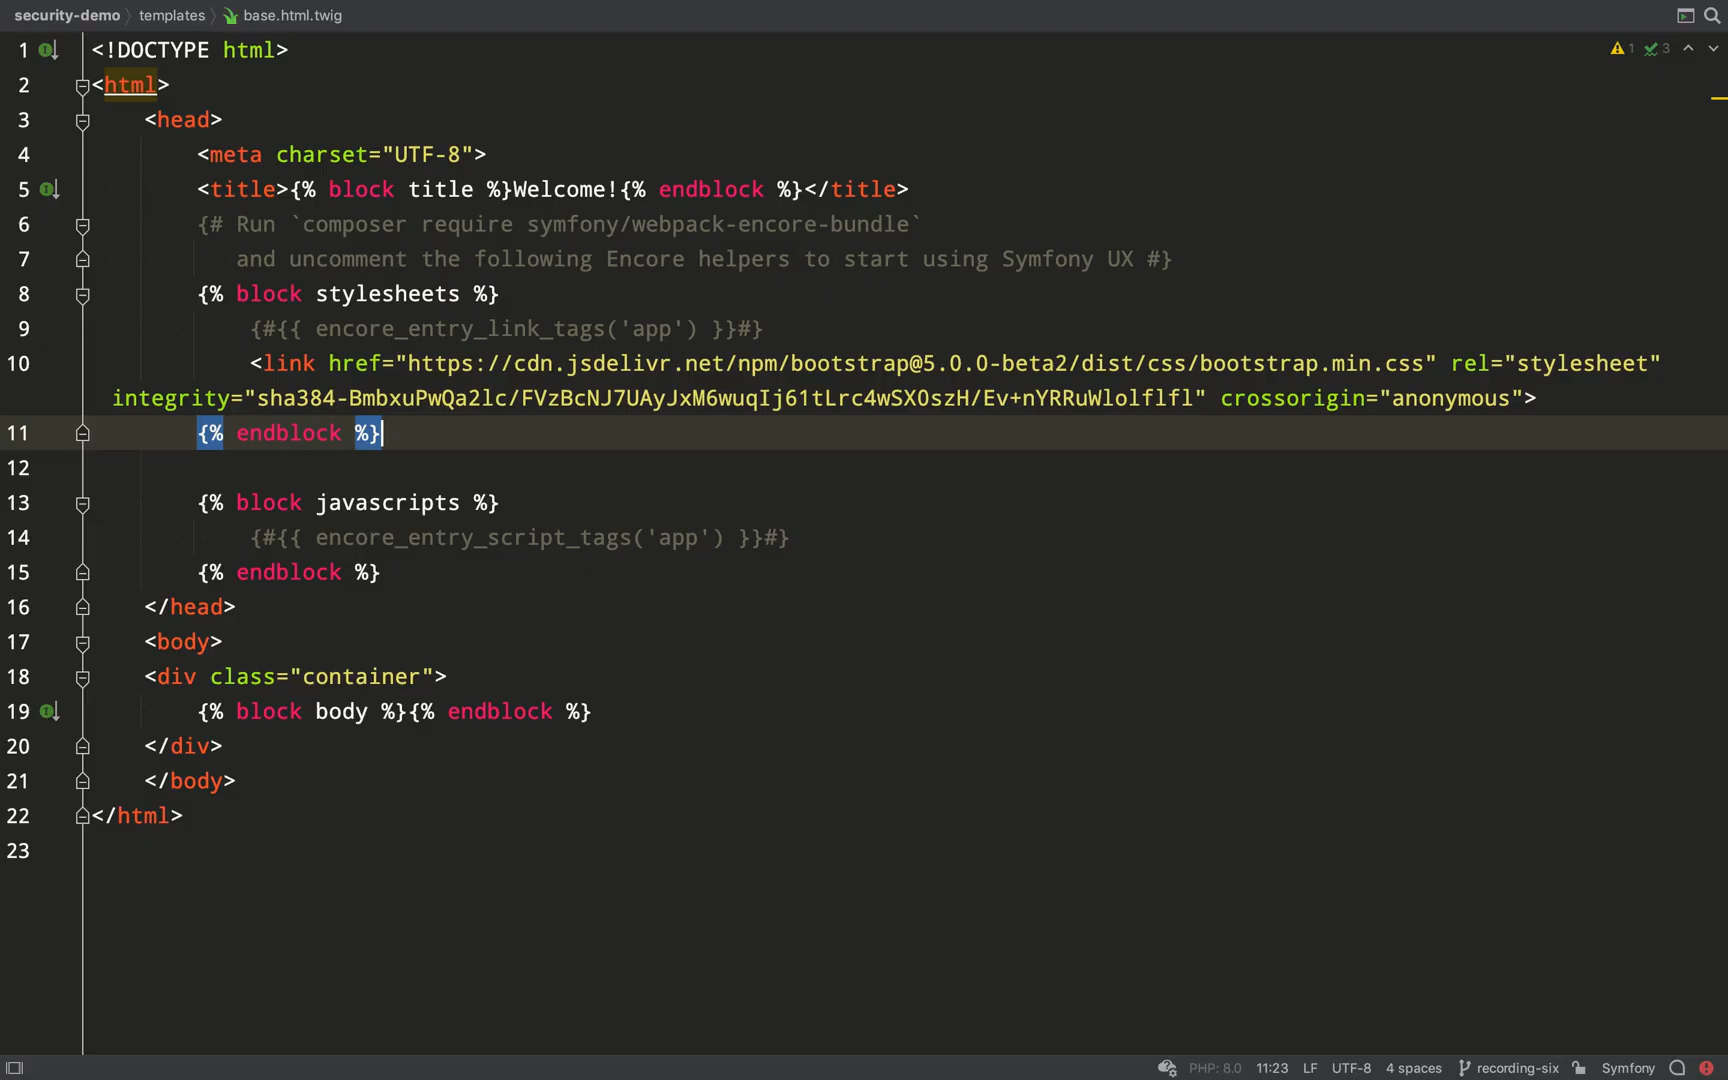 security-demo templates base.html.twig
1 <!DOCTYPE html>
1 3
2 <html>
3 <head>
4 <meta charset="UTF-8">
5 <title>{% block title %}Welcome!{% endblock %}</title>
6 {# Run `composer require symfony/webpack-encore-bundle`
7 and uncomment the following Encore helpers to start using Symfony UX #}
8 {% block stylesheets %}
9 {#{{ encore_entry_link_tags('app') }}#}
10 <link href="https://cdn.jsdelivr.net/npm/bootstrap@5.0.0-beta2/dist/css/bootstrap.min.css" rel="stylesheet"
integrity="sha384-BmbxuPwQa2lc/FVzBcNJ7UAyJxM6wuqIj61tLrc4wSX0szH/Ev+nYRRuWlolflfl" crossorigin="anonymous">
11 {% endblock %}
12
13 {% block javascripts %}
14 {#{{ encore_entry_script_tags('app') }}#}
15 {% endblock %}
16 </head>
17 <body>
18 <div class="container">
19 {% block body %}{% endblock %}
20 </div>
21 </body>
22 </html>
23
PHP: 8.0 11:23 LF UTF-8 4 spaces recording-six Symfony